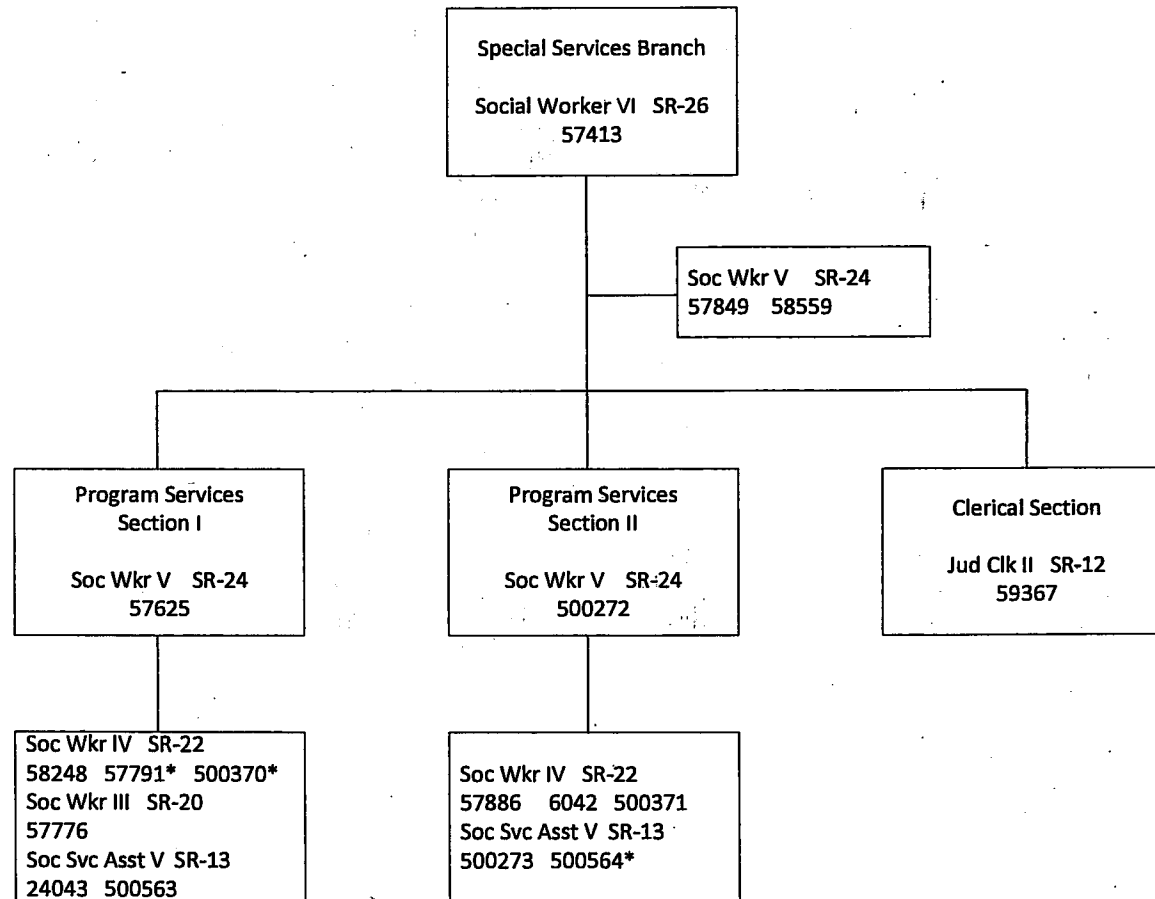 Special Services Branch
Social Worker VI SR-26
57413
Soc Wkr V SR-24
57849 58559
Program Services
Section I
Soc Wkr V SR-24
57625
Program Services
Section II
Soc Wkr V SR-24
500272
Clerical Section
Jud Clk II SR-12
59367
Soc Wkr IV SR-22
58248 57791* 500370*
Soc Wkr III SR-20
57776
Soc Svc Asst V SR-13
24043 500563
Soc Wkr IV SR-22
57886 6042 500371
Soc Svc Asst V SR-13
500273 500564*